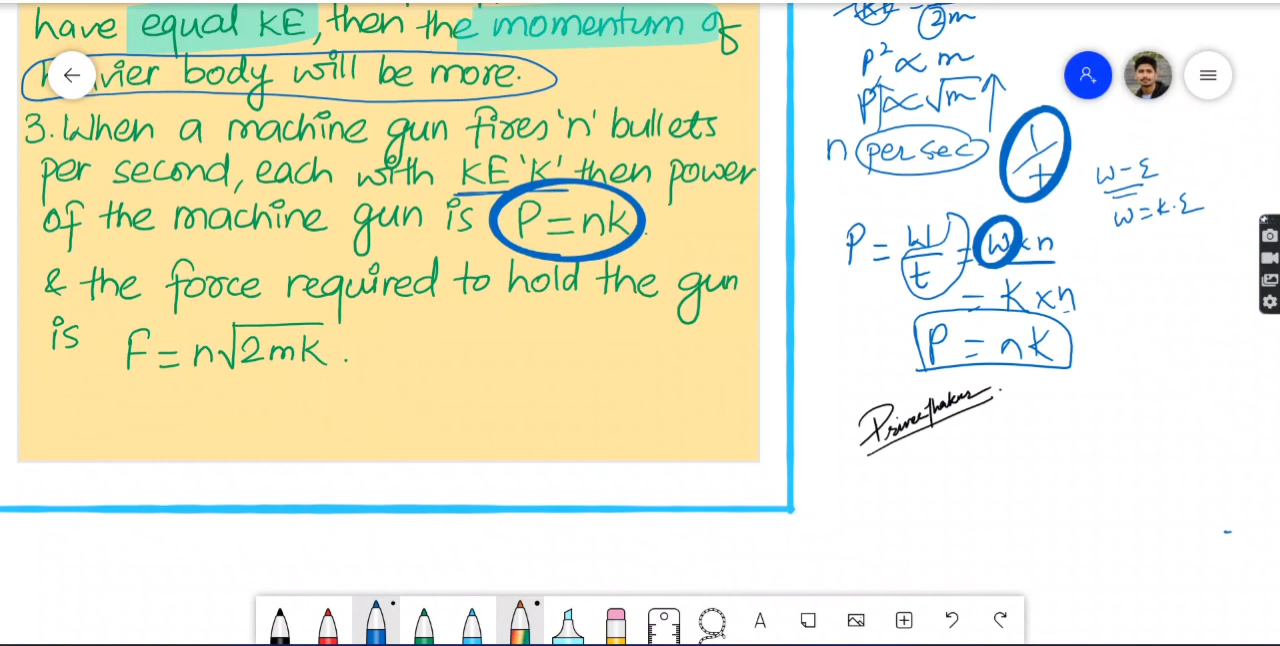 have equal KE, then the momentum of
vier body will be more.
3. When a machine gun fires 'n' bullets
per second, each with KE 'K' then power
of the machine gun is P=nk.
& the force required to hold the gun
is F=n√2mk.
2m
P² ∝ m
P ∝ √m
n per sec
1/t
w-Σ
w=k.Σ
P = W/t = w×n
= K×n
P = nk
A